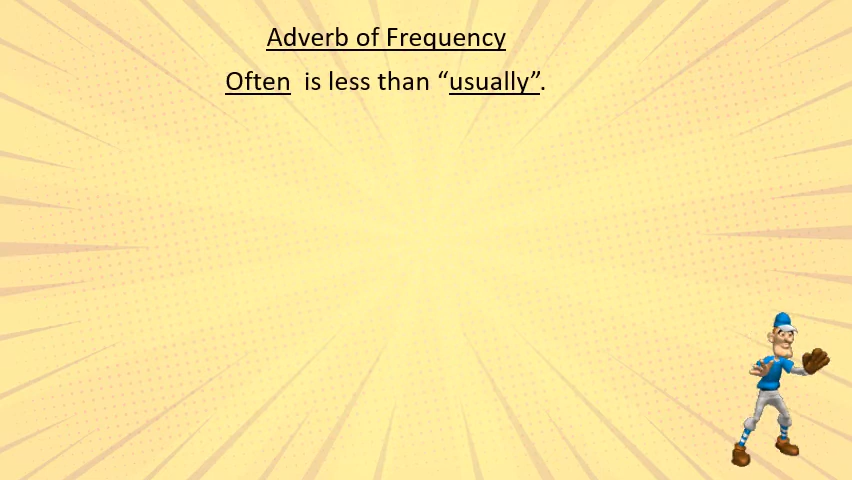 Adverb of Frequency
Often is less than “usually”.